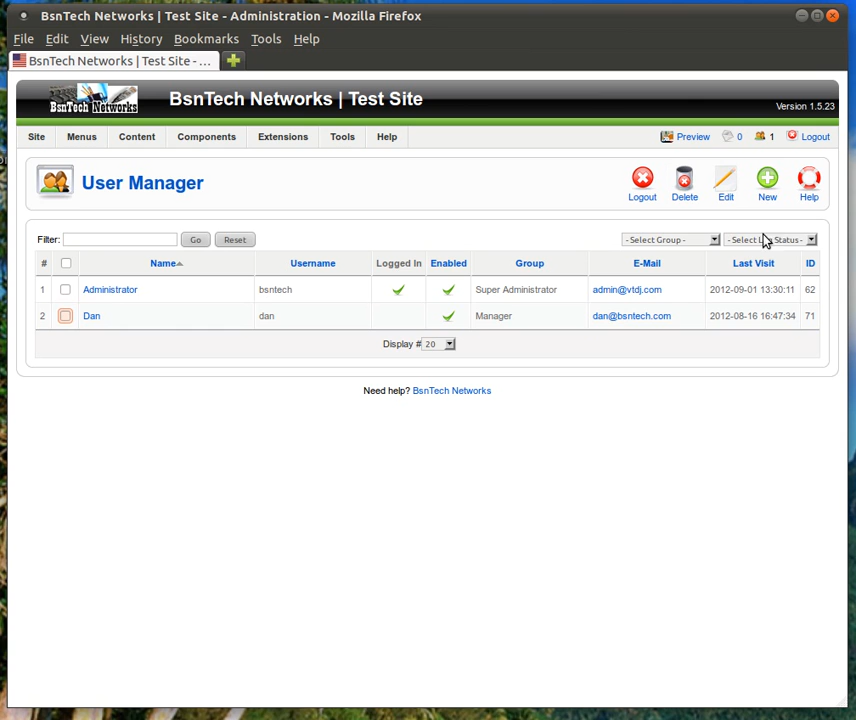 BsnTech Networks | Test Site - Administration - Mozilla Firefox
File Edit View History Bookmarks Tools Help
BsnTech Networks | Test Site - ...
BsnTech Networks
BsnTech Networks | Test Site
Version 1.5.23
Site Menus Content Components Extensions Tools Help Preview 0 1 Logout
User Manager
Logout Delete Edit New Help
Filter: Go Reset - Select Group - - Select Status -
# Name Username Logged In Enabled Group E-Mail Last Visit ID
1 Administrator bsntech Super Administrator admin@vtdj.com 2012-09-01 13:30:11 62
2 Dan dan Manager dan@bsntech.com 2012-08-16 16:47:34 71
Display # 20
Need help? BsnTech Networks